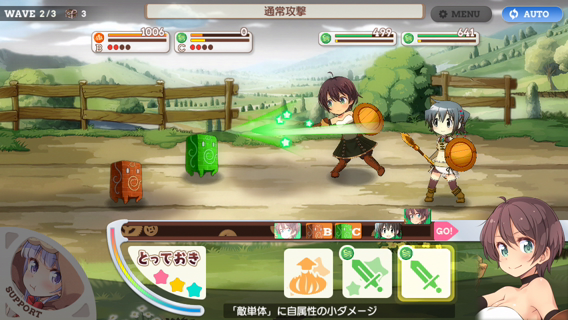 WAVE 2/3 3
通常攻撃
MENU
AUTO
1006
B
0
C
499
641
B C GO!
とっておき
SUPPORT
「敵単体」に自属性の小ダメージ